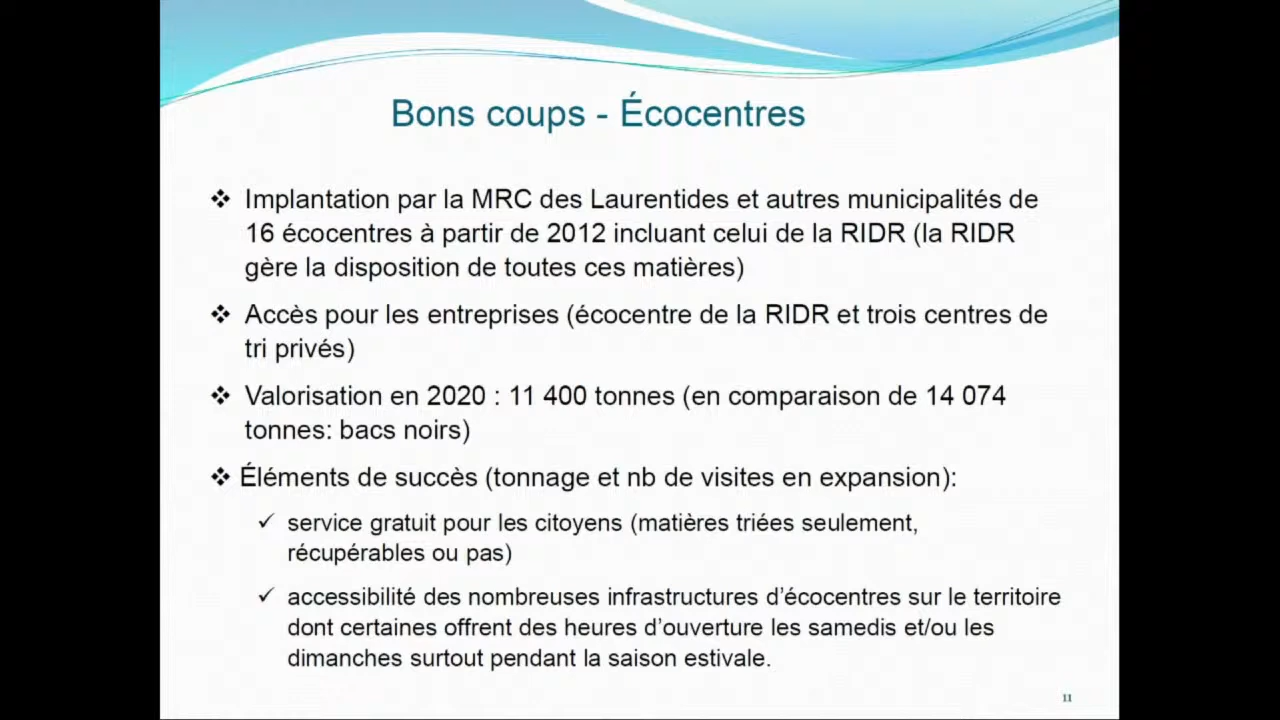 Bons coups - Écocentres
❖ Implantation par la MRC des Laurentides et autres municipalités de
16 écocentres à partir de 2012 incluant celui de la RIDR (la RIDR
gère la disposition de toutes ces matières)
❖ Accès pour les entreprises (écocentre de la RIDR et trois centres de
tri privés)
❖ Valorisation en 2020 : 11 400 tonnes (en comparaison de 14 074
tonnes: bacs noirs)
❖ Éléments de succès (tonnage et nb de visites en expansion):
✓ service gratuit pour les citoyens (matières triées seulement,
récupérables ou pas)
✓ accessibilité des nombreuses infrastructures d’écocentres sur le territoire
dont certaines offrent des heures d’ouverture les samedis et/ou les
dimanches surtout pendant la saison estivale.
11